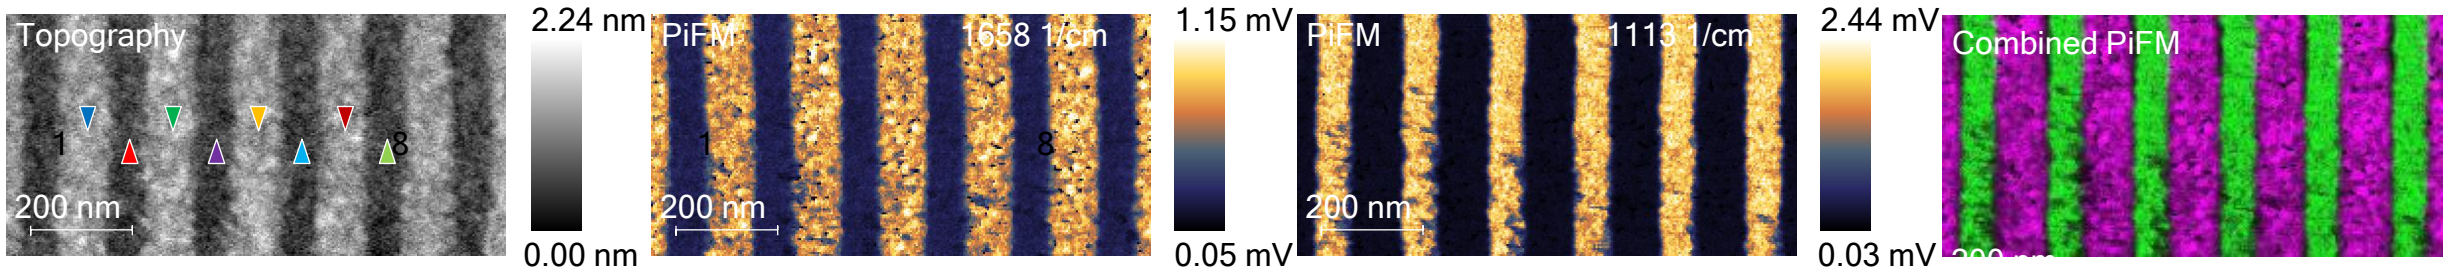 Topography
1
8
200 nm
2.24 nm
0.00 nm
PiFM 1658 1/cm
1
8
200 nm
1.15 mV
0.05 mV
PiFM 1113 1/cm
200 nm
2.44 mV
0.03 mV
Combined PiFM
200 nm